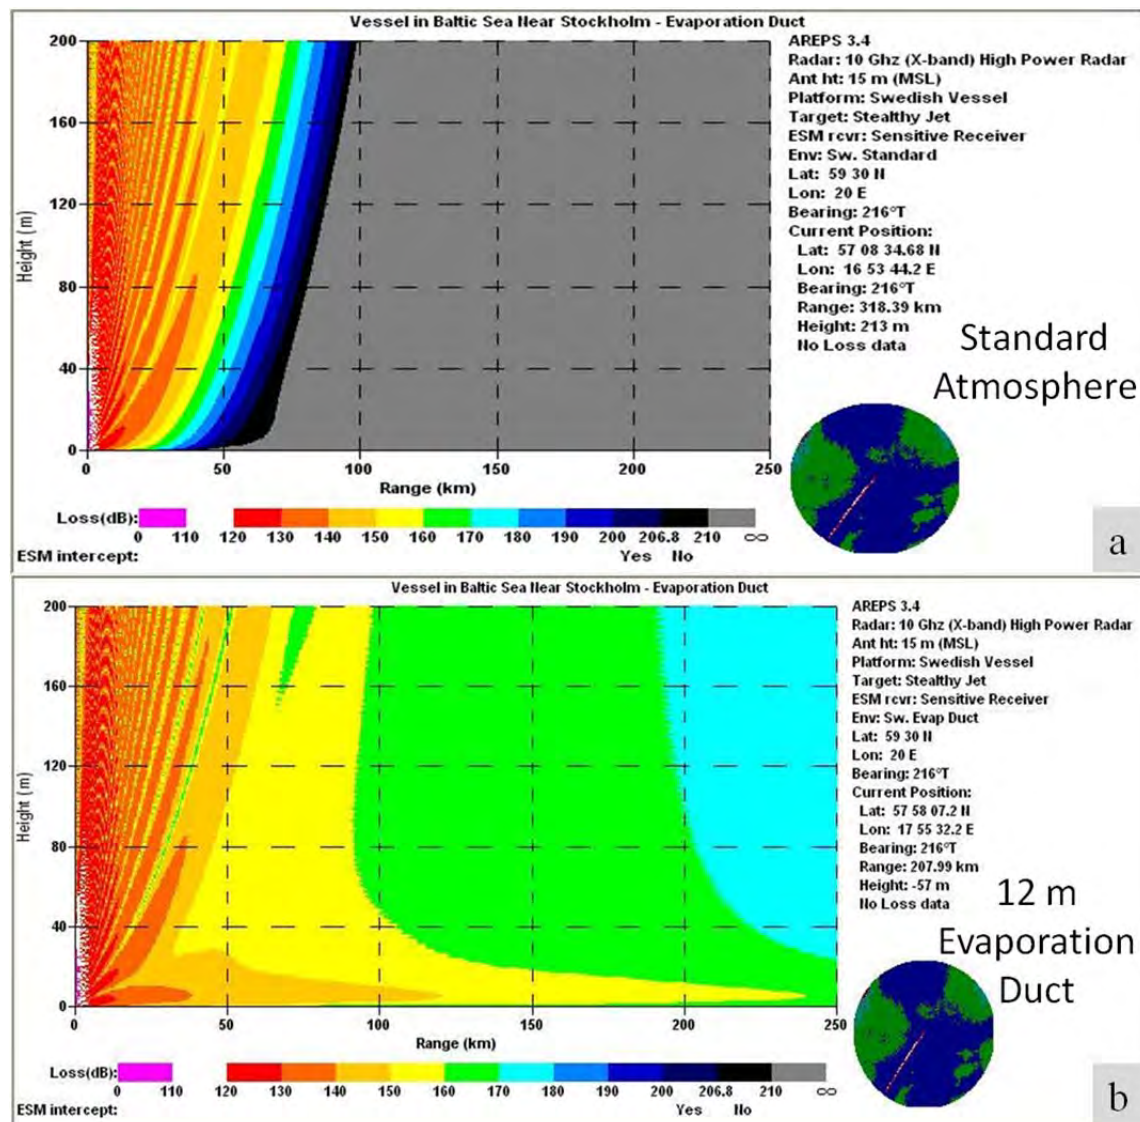 Vessel in Baltic Sea Near Stockholm - Evaporation Duct
200
160
120
80
40
0
Height (m)
0 50 100 150 200 250
Range (km)
Loss(dB):
0 110 120 130 140 150 160 170 180 190 200 206.8 210 ∞
ESM intercept: Yes No
AREPS 3.4
Radar: 10 Ghz (X-band) High Power Radar
Ant ht: 15 m (MSL)
Platform: Swedish Vessel
Target: Stealthy Jet
ESM rcvr: Sensitive Receiver
Env: Sw. Standard
Lat: 59 30 N
Lon: 20 E
Bearing: 216°T
Current Position:
Lat: 57 08 34.68 N
Lon: 16 53 44.2 E
Bearing: 216°T
Range: 318.39 km
Height: 213 m
No Loss data
Standard
Atmosphere
a
Vessel in Baltic Sea Near Stockholm - Evaporation Duct
200
160
120
80
40
0
Height (m)
0 50 100 150 200 250
Range (km)
Loss(dB):
0 110 120 130 140 150 160 170 180 190 200 206.8 210 ∞
ESM intercept: Yes No
AREPS 3.4
Radar: 10 Ghz (X-band) High Power Radar
Ant ht: 15 m (MSL)
Platform: Swedish Vessel
Target: Stealthy Jet
ESM rcvr: Sensitive Receiver
Env: Sw. Evap Duct
Lat: 59 30 N
Lon: 20 E
Bearing: 216°T
Current Position:
Lat: 57 58 07.2 N
Lon: 17 55 32.2 E
Bearing: 216°T
Range: 207.99 km
Height: -57 m
No Loss data
12 m
Evaporation
Duct
b